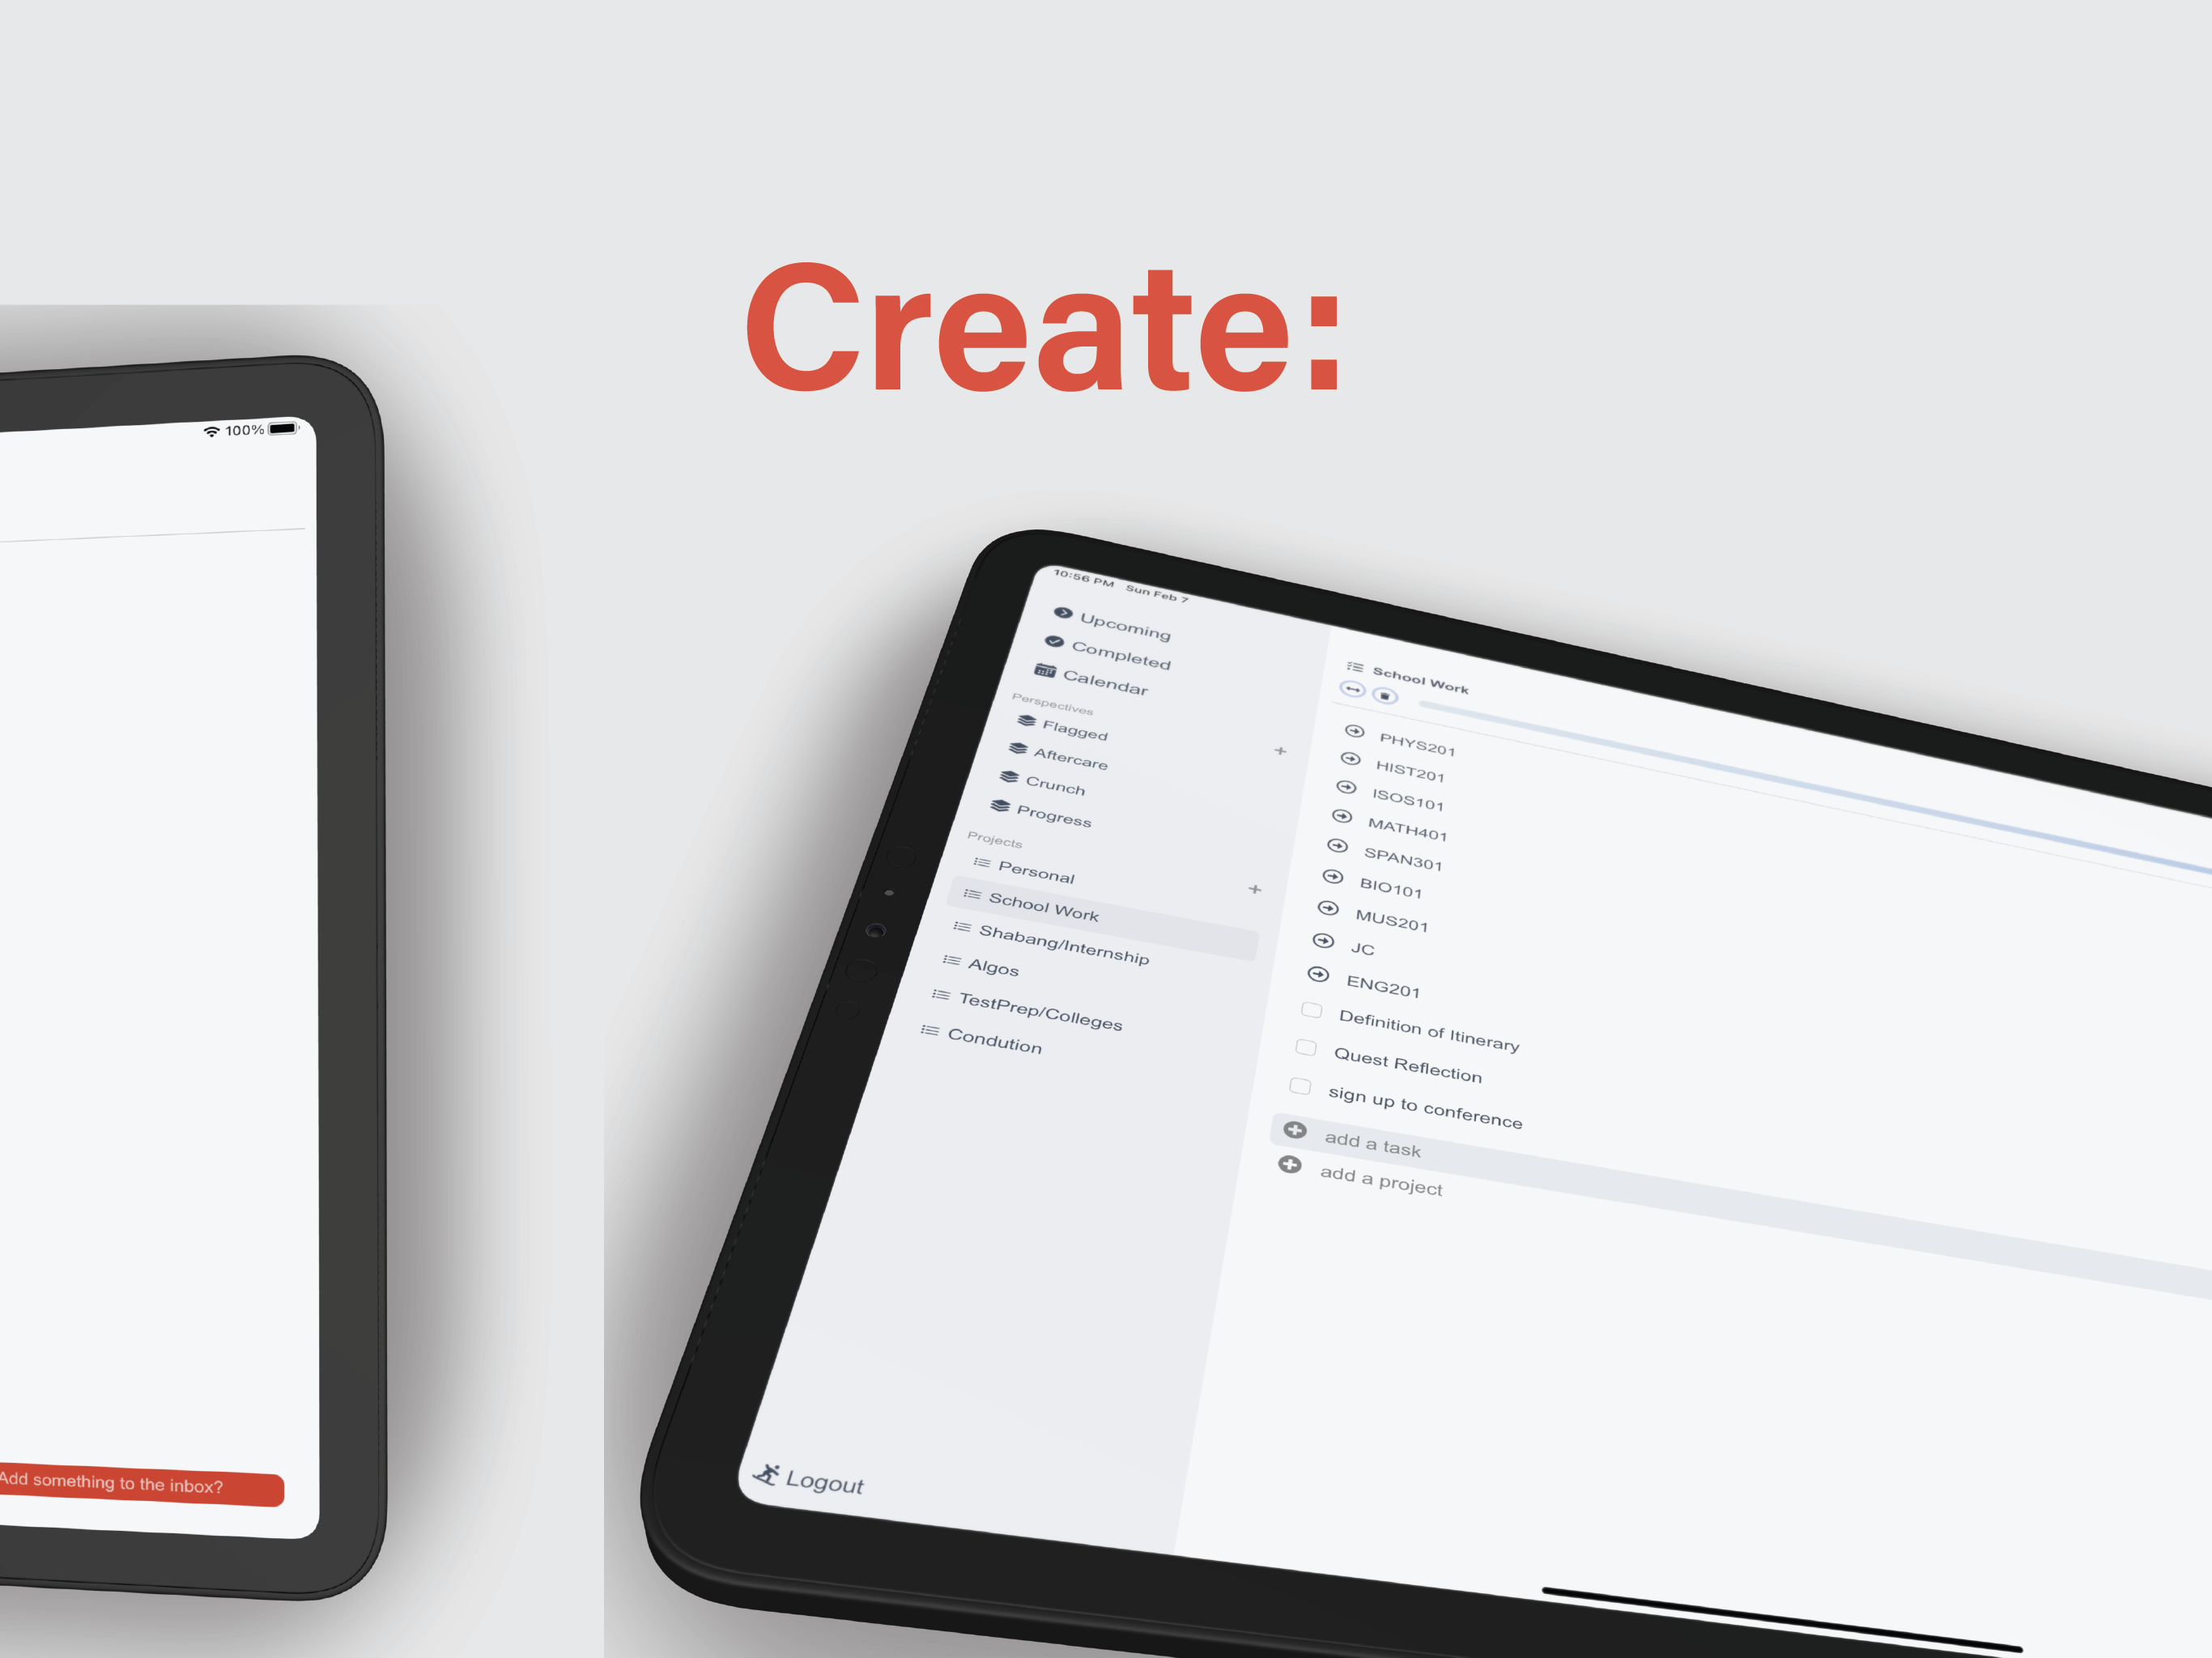 Create:
100%
Add something to the inbox?
10:56 PM Sun Feb 7
Upcoming
Completed
Calendar
Perspectives
Flagged
Aftercare
Crunch
Progress
Projects
Personal
School Work
Shabang/Internship
Algos
TestPrep/Colleges
Condution
Logout
School Work
PHYS201
HIST201
ISOS101
MATH401
SPAN301
BIO101
MUS201
JC
ENG201
Definition of Itinerary
Quest Reflection
sign up to conference
add a task
add a project